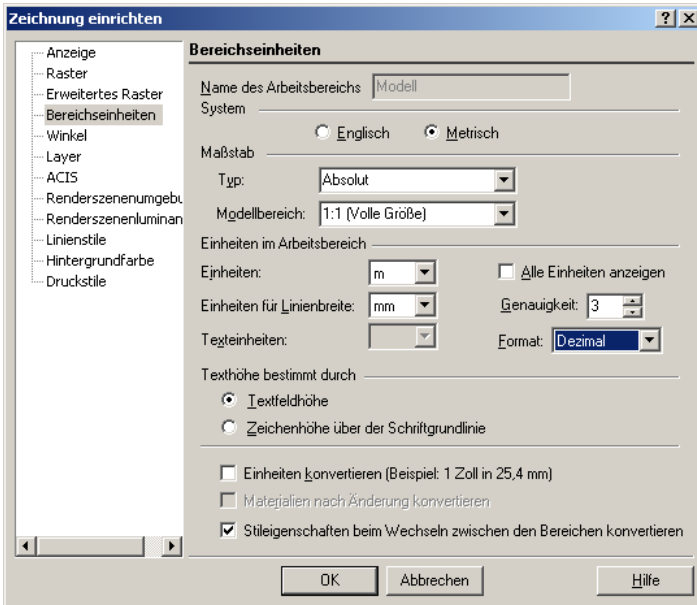 Zeichnung einrichten
Anzeige
Raster
Erweitertes Raster
Bereichseinheiten
Winkel
Layer
ACIS
Renderszenenumgebu
Renderszenenluminan
Linienstile
Hintergrundfarbe
Druckstile
Bereichseinheiten
Name des Arbeitsbereichs Modell
System
Englisch Metrisch
Maßstab
Typ: Absolut
Modellbereich: 1:1 (Volle Größe)
Einheiten im Arbeitsbereich
Einheiten: m Alle Einheiten anzeigen
Einheiten für Linienbreite: mm Genauigkeit: 3
Texteinheiten: Format: Dezimal
Texthöhe bestimmt durch
Textfeldhöhe
Zeichenhöhe über der Schriftgrundlinie
Einheiten konvertieren (Beispiel: 1 Zoll in 25,4 mm)
Materialien nach Änderung konvertieren
Stileigenschaften beim Wechseln zwischen den Bereichen konvertieren
OK Abbrechen Hilfe